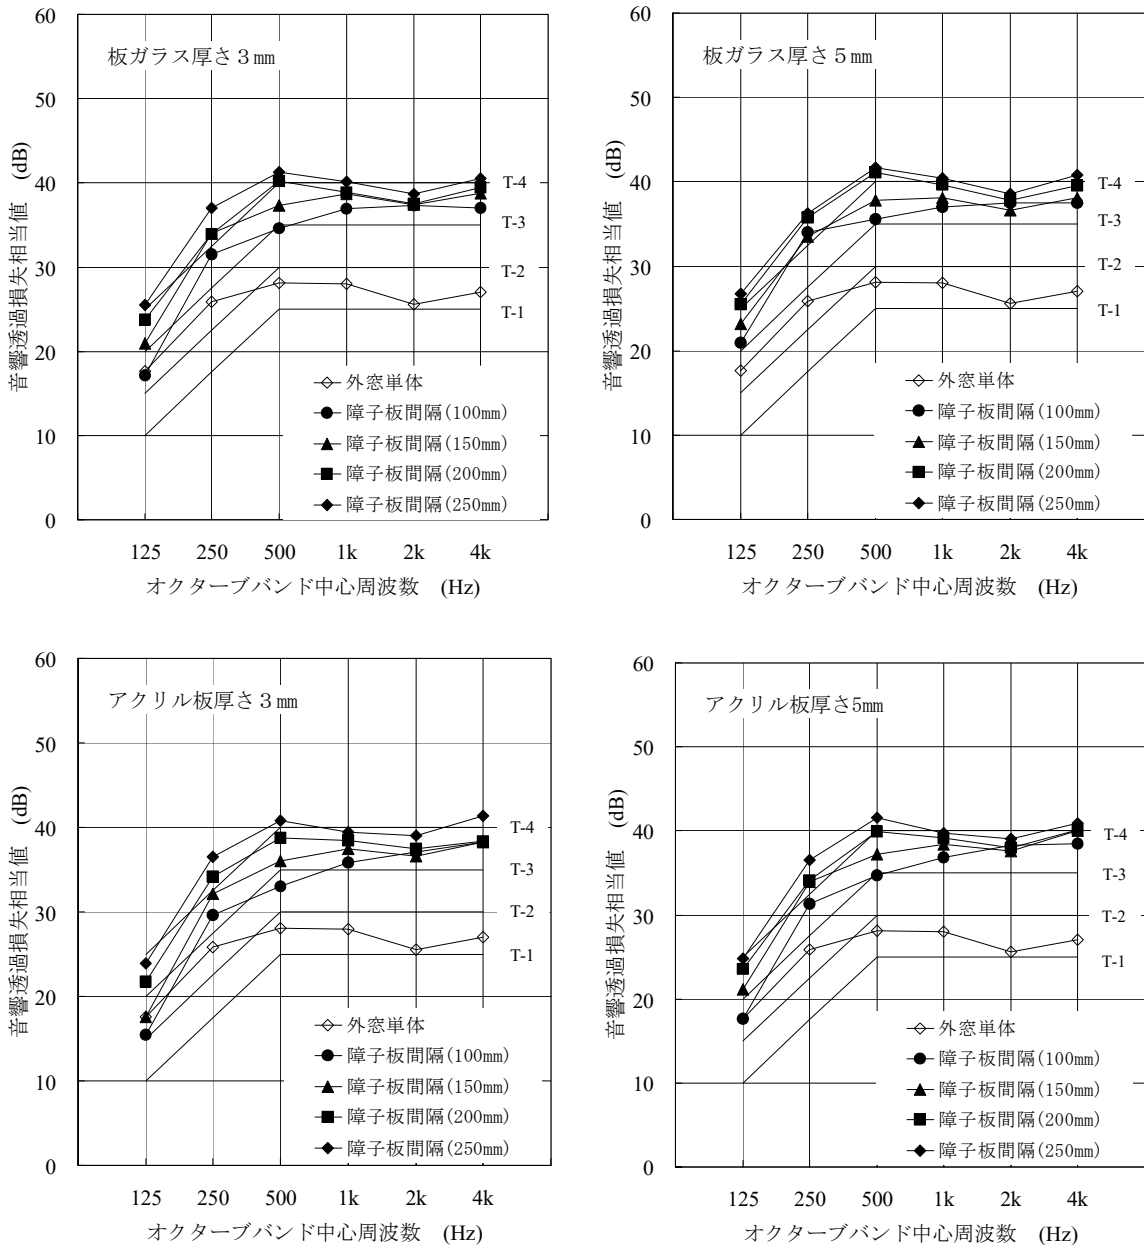 板ガラス厚さ３㎜
60
50
40
30
20
10
0
音響透過損失相当値 (dB)
T-4
T-3
T-2
T-1
外窓単体
障子板間隔(100㎜)
障子板間隔(150㎜)
障子板間隔(200㎜)
障子板間隔(250㎜)
125 250 500 1k 2k 4k
オクターブバンド中心周波数 (Hz)
板ガラス厚さ５㎜
60
50
40
30
20
10
0
音響透過損失相当値 (dB)
T-4
T-3
T-2
T-1
外窓単体
障子板間隔(100㎜)
障子板間隔(150㎜)
障子板間隔(200㎜)
障子板間隔(250㎜)
125 250 500 1k 2k 4k
オクターブバンド中心周波数 (Hz)
アクリル板厚さ３㎜
60
50
40
30
20
10
0
音響透過損失相当値 (dB)
T-4
T-3
T-2
T-1
外窓単体
障子板間隔(100㎜)
障子板間隔(150㎜)
障子板間隔(200㎜)
障子板間隔(250㎜)
125 250 500 1k 2k 4k
オクターブバンド中心周波数 (Hz)
アクリル板厚さ5㎜
60
50
40
30
20
10
0
音響透過損失相当値 (dB)
T-4
T-3
T-2
T-1
外窓単体
障子板間隔(100㎜)
障子板間隔(150㎜)
障子板間隔(200㎜)
障子板間隔(250㎜)
125 250 500 1k 2k 4k
オクターブバンド中心周波数 (Hz)